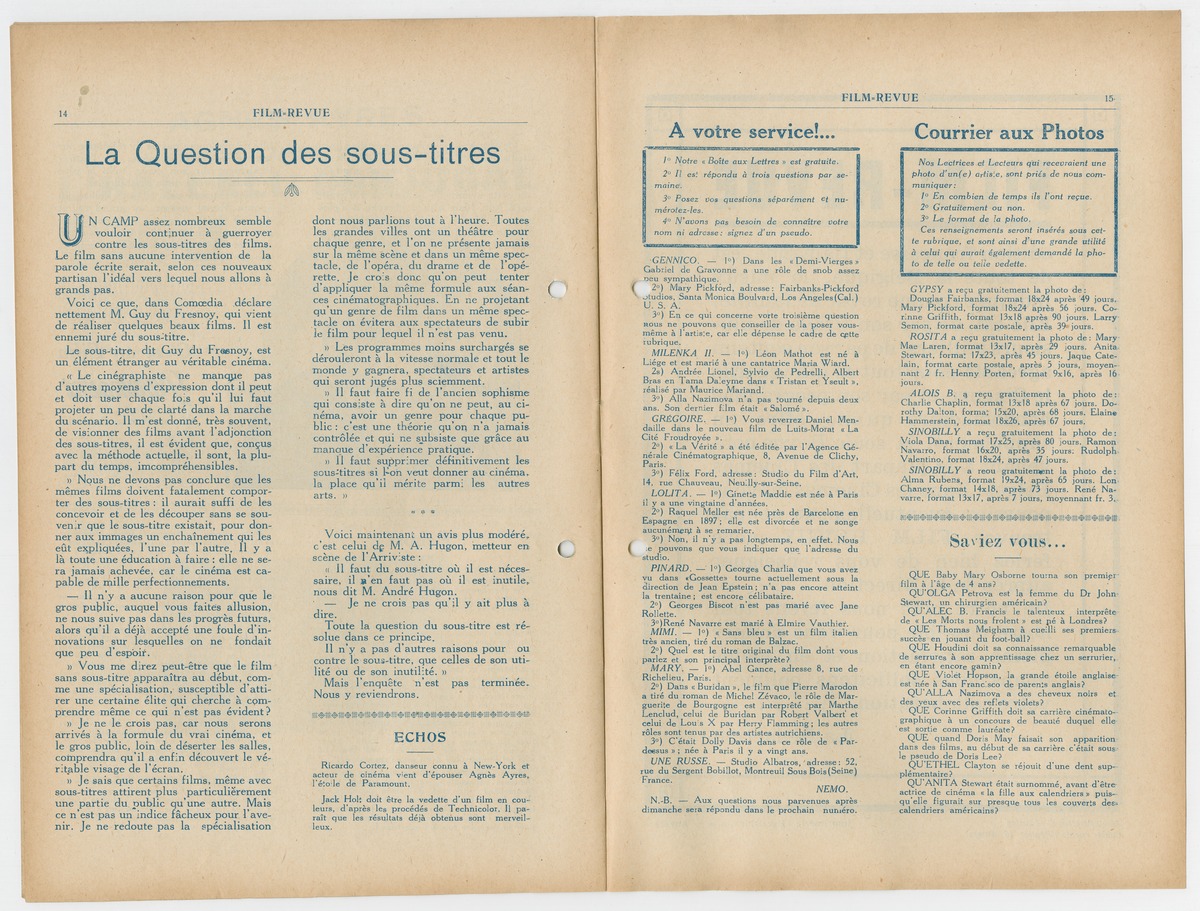 14
FILM-REVUE
La Question des sous-titres
UN CAMP assez nombreux semble
vouloir continuer à guerroyer
contre les sous-titres des films.
Le film sans aucune intervention de la
parole écrite serait, selon ces nouveaux
partisan l'idéal vers lequel nous allons à
grands pas.
Voici ce que, dans Comœdia déclare
nettement M. Guy du Fresnoy, qui vient
de réaliser quelques beaux films. Il est
ennemi juré du sous-titre.
Le sous-titre, dit Guy du Fresnoy, est
un élément étranger au véritable cinéma.
« Le cinégraphiste ne manque pas
d'autres moyens d'expression dont il peut
et doit user chaque fois qu'il lui faut
projeter un peu de clarté dans la marche
du scénario. Il m'est donné, très souvent,
de visionner des films avant l'adjonction
des sous-titres, il est évident que, conçus
avec la méthode actuelle, il sont, la plu-
part du temps, imcompréhensibles.
» Nous ne devons pas conclure que les
mêmes films doivent fatalement compor-
ter des sous-titres : il aurait suffi de les
concevoir et de les découper sans se sou-
venir que le sous-titre existait, pour don-
ner aux immages un enchaînement qui les
eût expliquées, l'une par l'autre. Il y a
là toute une éducation à faire : elle ne se-
ra jamais achevée, car le cinéma est ca-
pable de mille perfectionnements.
— Il n'y a aucune raison pour que le
gros public, auquel vous faites allusion,
ne nous suive pas dans les progrès futurs,
alors qu'il a déjà accepté une foule d'in-
novations sur lesquelles on ne fondait
que peu d'espoir.
» Vous me direz peut-être que le film
sans sous-titre apparaîtra au début, com-
me une spécialisation, susceptible d'atti-
rer une certaine élite qui cherche à com-
prendre même ce qui n'est pas évident ?
» Je ne le crois pas, car nous serons
arrivés à la formule du vrai cinéma, et
le gros public, loin de déserter les salles,
comprendra qu'il a enfin découvert le vé-
ritable visage de l'écran.
» Je sais que certains films, même avec
sous-titres attirent plus particulièrement
une partie du public qu'une autre. Mais
ce n'est pas un indice fâcheux pour l'ave-
nir. Je ne redoute pas la spécialisation
dont nous parlions tout à l'heure. Toutes
les grandes villes ont un théâtre pour
chaque genre, et l'on ne présente jamais
sur la même scène et dans un même spec-
tacle, de l'opéra, du drame et de l'opé-
rette. Je crois donc qu'on peut tenter
d'appliquer la même formule aux séan-
ces cinématographiques. En ne projetant
qu'un genre de film dans un même spec-
tacle on évitera aux spectateurs de subir
le film pour lequel il n'est pas venu.
» Les programmes moins surchargés se
dérouleront à la vitesse normale et tout le
monde y gagnera, spectateurs et artistes
qui seront jugés plus sciemment.
» Il faut faire fi de l'ancien sophisme
qui consiste à dire qu'on ne peut, au ci-
néma, avoir un genre pour chaque pu-
blic : c'est une théorie qu'on n'a jamais
contrôlée et qui ne subsiste que grâce au
manque d'expérience pratique.
» Il faut supprimer définitivement les
sous-titres si l'on veut donner au cinéma.
la place qu'il mérite parmi les autres
arts. »
* * *
Voici maintenant un avis plus modéré,
c'est celui de M. A. Hugon, metteur en
scène de l'Arriviste :
« Il faut du sous-titre où il est néces-
saire, il n'en faut pas où il est inutile,
nous dit M. André Hugon.
— Je ne crois pas qu'il y ait plus à
dire.
Toute la question du sous-titre est ré-
solue dans ce principe.
Il n'y a pas d'autres raisons pour ou
contre le sous-titre, que celles de son uti-
lité ou de son inutilité. »
Mais l'enquête n'est pas terminée.
Nous y reviendrons.
ECHOS
Ricardo Cortez, danseur connu à New-York et
acteur de cinéma vient d'épouser Agnès Ayres,
l'étoile de Paramount.
Jack Holt doit être la vedette d'un film en cou-
leurs, d'après les procédés de Technicolor. Il pa-
raît que les résultats déjà obtenus sont merveil-
leux.
FILM-REVUE
15
A votre service!...
1º Notre « Boîte aux Lettres » est gratuite.
2º Il est répondu à trois questions par se-
maine.
3º Posez vos questions séparément et nu-
mérotez-les.
4º N'avons pas besoin de connaître votre
nom ni adresse : signez d'un pseudo.
GENNICO. — 1º) Dans les «Demi-Vierges»
Gabriel de Gravonne a une rôle de snob assez
peu sympathique.
2º) Mary Pickford, adresse : Fairbanks-Pickford
Studios, Santa Monica Boulvard, Los Angeles (Cal.)
U. S. A.
3º) En ce qui concerne votre troisième question
nous ne pouvons que conseiller de la poser vous-
même à l'artiste, car elle dépense le cadre de cette
rubrique.
MILENKA II. — 1º) Léon Mathot est né à
Liége et est marié à une cantatrice Maria Wiard.
2º) Andrée Lionel, Sylvio de Pedrelli, Albert
Bras en Tama Daleyme dans « Tristan et Yseult »,
réalisé par Maurice Mariand.
3º) Alla Nazimova n'a pas tourné depuis deux
ans. Son dernier film était « Salomé ».
GREGOIRE. — 1º) Vous reverrez Daniel Men-
daille dans le nouveau film de Luits-Morat « La
Cité Froudroyée ».
2º) « La Vérité » a été éditée par l'Agence Gé-
nérale Cinématographique, 8, Avenue de Clichy,
Paris.
3º) Félix Ford, adresse : Studio du Film d'Art,
14, rue Chauveau, Neuilly-sur-Seine.
LOLITA. — 1º) Ginette Maddie est née à Paris
il y a une vingtaine d'années.
2º) Raquel Meller est née près de Barcelone en
Espagne en 1897 ; elle est divorcée et ne songe
aucunément à se remarier.
3º) Non, il n'y a pas longtemps, en effet. Nous
ne pouvons que vous indiquer que l'adresse du
studio.
PINARD. — 1º) Georges Charlia que vous avez
vu dans «Gossette» tourne actuellement sous la
direction de Jean Epstein ; n'a pas encore atteint
la trentaine ; est encore célibataire.
2º) Georges Biscot n'est pas marié avec Jane
Rollette.
3º)René Navarre est marié à Elmire Vauthier.
MIMI. — 1º) « Sans bleu » est un film italien
très ancien, tiré du roman de Balzac.
2º) Quel est le titre original du film dont vous
parlez et son principal interprète?
MARY. — 1º) Abel Gance, adresse 8, rue de
Richelieu, Paris.
2º) Dans « Buridan », le film que Pierre Marodon
a tiré du roman de Michel Zévaco, le rôle de Mar-
guerite de Bourgogne est interprété par Marthe
Lenclud, celui de Buridan par Robert Valbert et
celui de Louis X par Herry Flamming ; les autres
rôles sont tenus par des artistes autrichiens.
3º) C'était Dolly Davis dans ce rôle de « Par-
dessus » ; née à Paris il y a vingt ans.
UNE RUSSE. — Studio Albatros, adresse : 52,
rue du Sergent Bobillot, Montreuil Sous Bois (Seine)
France.
NEMO.
N.-B. — Aux questions nous parvenues après
dimanche sera répondu dans le prochain numéro.
Courrier aux Photos
Nos Lectrices et Lecteurs qui recevraient une
photo d'un(e) artiste, sont priés de nous com-
muniquer :
1º En combien de temps ils l'ont reçue.
2º Gratuitement ou non.
3º Le format de la photo.
Ces renseignements seront insérés sous cet-
te rubrique, et sont ainsi d'une grande utilité
à celui qui aurait également demandé la pho-
to de telle ou telle vedette.
GYPSY a reçu gratuitement la photo de :
Douglas Fairbanks, format 18x24 après 49 jours.
Mary Pickford, format 18x24 après 56 jours. Co-
rinne Griffith, format 13x18 après 90 jours. Larry
Semon, format carte postale, après 39 jours.
ROSITA a reçu gratuitement la photo de : Mary
Mae Laren, format 13x17, après 29 jours. Anita
Stewart, format 17x23, après 45 jours. Jaque Cate-
lain, format carte postale, après 5 jours, moyen-
nant 2 fr. Henny Porten, format 9x16, après 16
jours.
ALOIS B. a reçu gratuitement la photo de :
Charlie Chaplin, format 13x18 après 67 jours. Do-
rothy Dalton, format 15x20, après 68 jours. Elaine
Hammerstein, format 18x26, après 67 jours.
SINOBILLY a reçu gratuitement la photo de :
Viola Dana, format 17x25, après 80 jours. Ramon
Navarro, format 16x20, après 35 jours: Rudolph
Valentino, format 18x24, après 47 jours.
SINOBILLY a reou gratuitement la photo de :
Alma Rubens, format 19x24, après 65 jours. Lon
Chaney, format 14x18, après 73 jours. René Na-
varre, format 13x17, après 7 jours, moyennant fr. 3.
Saviez vous...
QUE Baby Mary Osborne tourna son premier
film à l'âge de 4 ans?
QU'OLGA Petrova est la femme du Dr John
Stewart, un chirurgien américain?
QU'ALEC B. Francis le talenteux interprète
de « Les Morts nous frolent » est pé à Londres?
QUE Thomas Meigham à cueilli ses premiers
succès en jouant du foot-ball?
QUE Houdini doit sa connaissance remarquable
de serrures à son apprentissage chez un serrurier,
en étant encore gamin?
QUE Violet Hopson, la grande étoile anglaise
est née à San Francisco de parents anglais?
QU'ALLA Nazimova a des cheveux noirs et
des yeux avec des reflets violets?
QUE Corinne Griffith doit sa carrière cinémato-
graphique à un concours de beauté duquel elle
est sortie comme lauréate?
QUE quand Doris May faisait son apparition
dans des films, au début de sa carrière c'était sous
le pseudo de Doris Lee?
QU'ETHEL Clayton se réjouit d'une dent sup-
plémentaire?
QU'ANITA Stewart était surnommé, avant d'être
actrice de cinéma « la fille aux calendriers » puis-
qu'elle figurait sur presque tous les couverts des
calendriers américains?